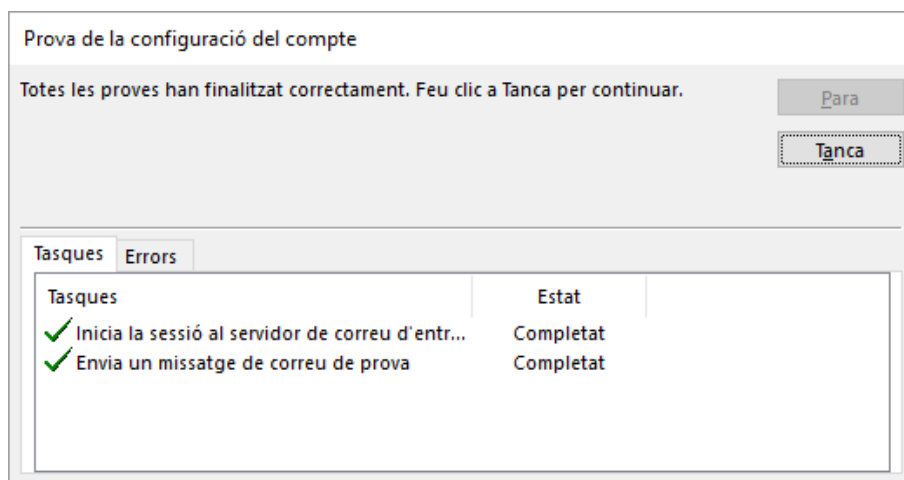 Prova de la configuració del compte
Totes les proves han finalitzat correctament. Feu clic a Tanca per continuar.
Para
Tanca
Tasques Errors
Tasques Estat
Inicia la sessió al servidor de correu d'entr... Completat
Envia un missatge de correu de prova Completat